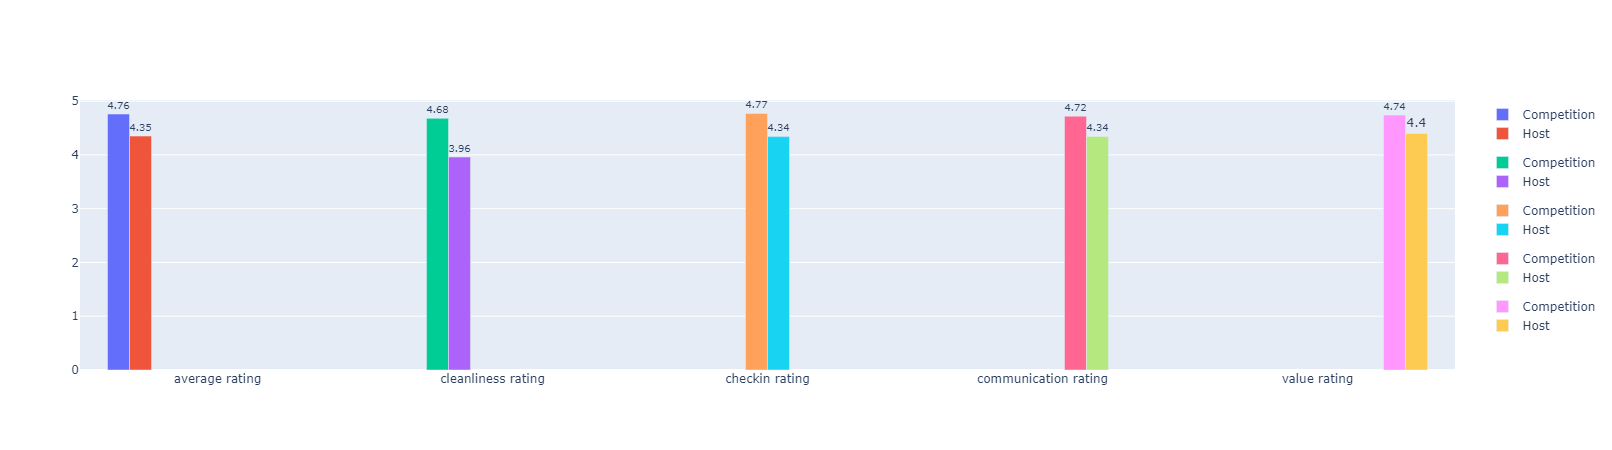 5
4
3
2
1
0
4.76
4.35
4.68
3.96
4.77
4.34
4.72
4.34
4.74
4.4
average rating
cleanliness rating
checkin rating
communication rating
value rating
Competition
Host
Competition
Host
Competition
Host
Competition
Host
Competition
Host